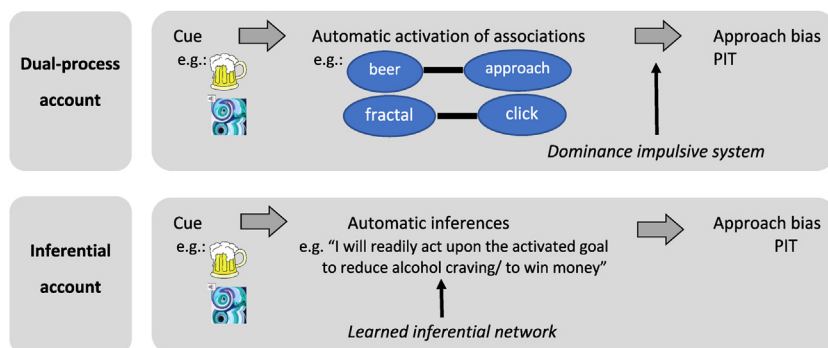 Dual-process
account
Cue
e.g.:
Automatic activation of associations
e.g.:
beer
approach
fractal
click
Approach bias
PIT
Dominance impulsive system
Inferential
account
Cue
e.g.:
Automatic inferences
e.g. “I will readily act upon the activated goal
to reduce alcohol craving/ to win money”
Approach bias
PIT
Learned inferential network